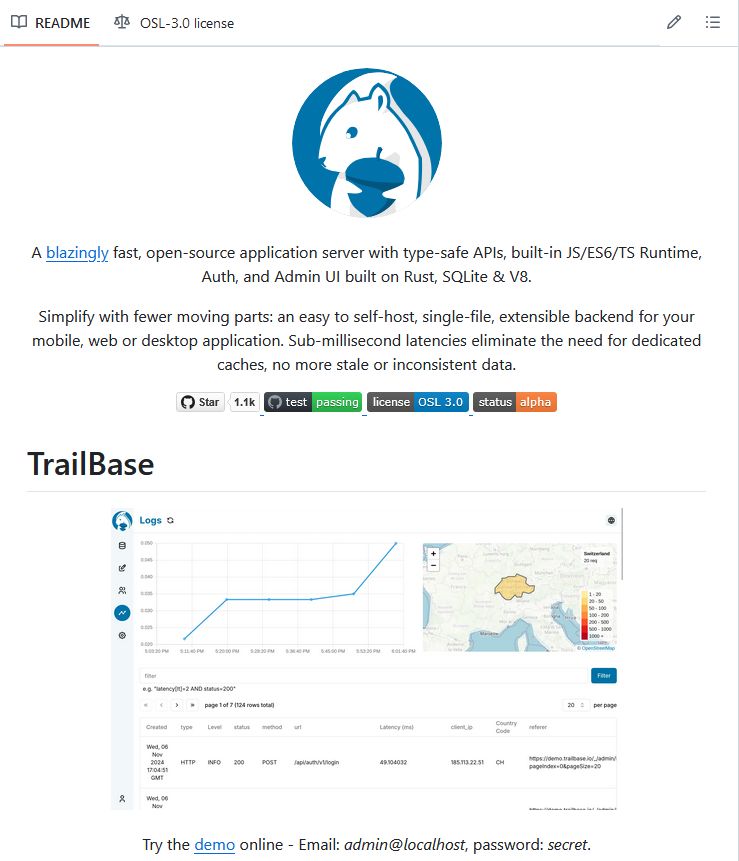 README
OSL-3.0 license
A blazingly fast, open-source application server with type-safe APIs, built-in JS/ES6/TS Runtime,
Auth, and Admin UI built on Rust, SQLite & V8.
Simplify with fewer moving parts: an easy to self-host, single-file, extensible backend for your
mobile, web or desktop application. Sub-millisecond latencies eliminate the need for dedicated
caches, no more stale or inconsistent data.
Star 1.1k test passing license OSL 3.0 status alpha
TrailBase
Logs
0.050
0.045
0.040
0.035
0.030
0.025
0.020
5:03:20 PM 5:11:40 PM 5:20:00 PM 5:28:20 PM 5:36:40 PM 5:45:00 PM 5:53:20 PM 6:01:40 PM
+
−
Switzerland
20 req
1 - 20
20 - 50
50 - 100
100 - 200
200 - 500
500 - 1000
1000 +
Marseille
© OpenStreetMap
filter
Filter
e.g. "latency[lt]=2 AND status=200"
page 1 of 7 (124 rows total)
20 per page
Created type Level status method url Latency (ms) client_ip Country Code referer
Wed, 06
Nov
2024
17:04:51
GMT
HTTP INFO 200 POST /api/auth/v1/login 49.104032 185.113.22.51 CH
https://demo.trailbase.io/_/admin/
pageIndex=0&pageSize=20
Wed, 06
Nov
Try the demo online - Email: admin@localhost, password: secret.